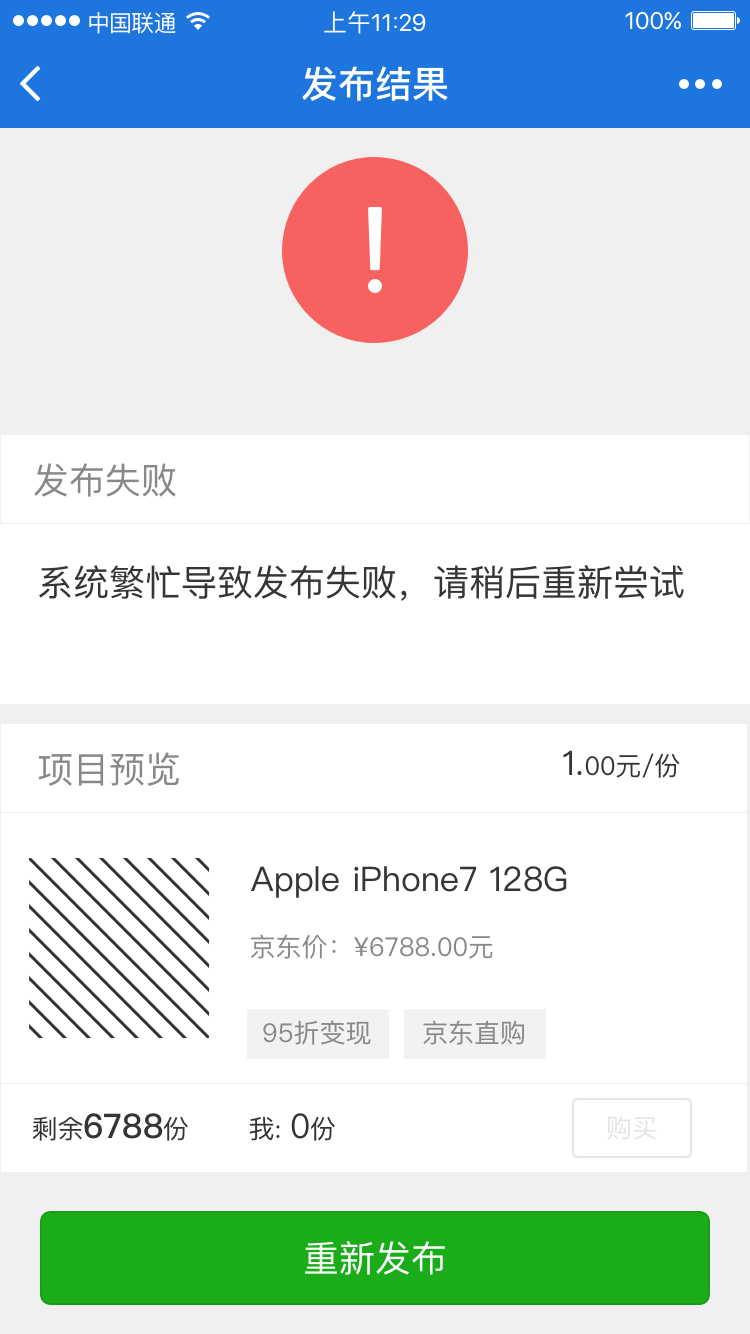 中国联通 上午11:29 100%
发布结果
发布失败
系统繁忙导致发布失败，请稍后重新尝试
项目预览 1.00元/份
Apple iPhone7 128G
京东价：¥6788.00元
95折变现 京东直购
剩余6788份 我: 0份 购买
重新发布